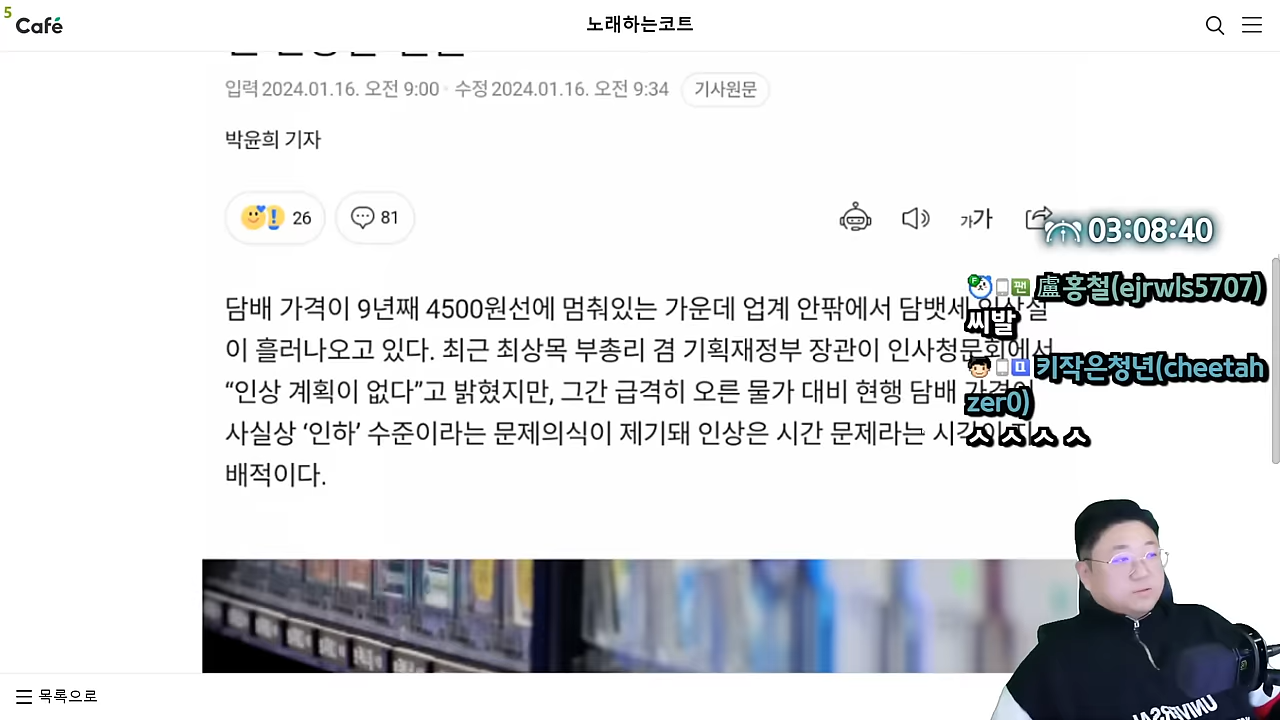 5
Café
노래하는코트
입력 2024.01.16. 오전 9:00 · 수정 2024.01.16. 오전 9:34 기사원문
박윤희 기자
26 81
가가
03:08:40
담배 가격이 9년째 4500원선에 멈춰있는 가운데 업계 안팎에서 담뱃세
이 흘러나오고 있다. 최근 최상목 부총리 겸 기획재정부 장관이 인사청문회에서
“인상 계획이 없다”고 밝혔지만, 그간 급격히 오른 물가 대비 현행 담배
사실상 ‘인하’ 수준이라는 문제의식이 제기돼 인상은 시간 문제라는
배적이다.
팬 盧홍철(ejrwls5707)
씨발
키작은청년(cheetah
zer0)
ㅅㅅㅅㅅ
목록으로